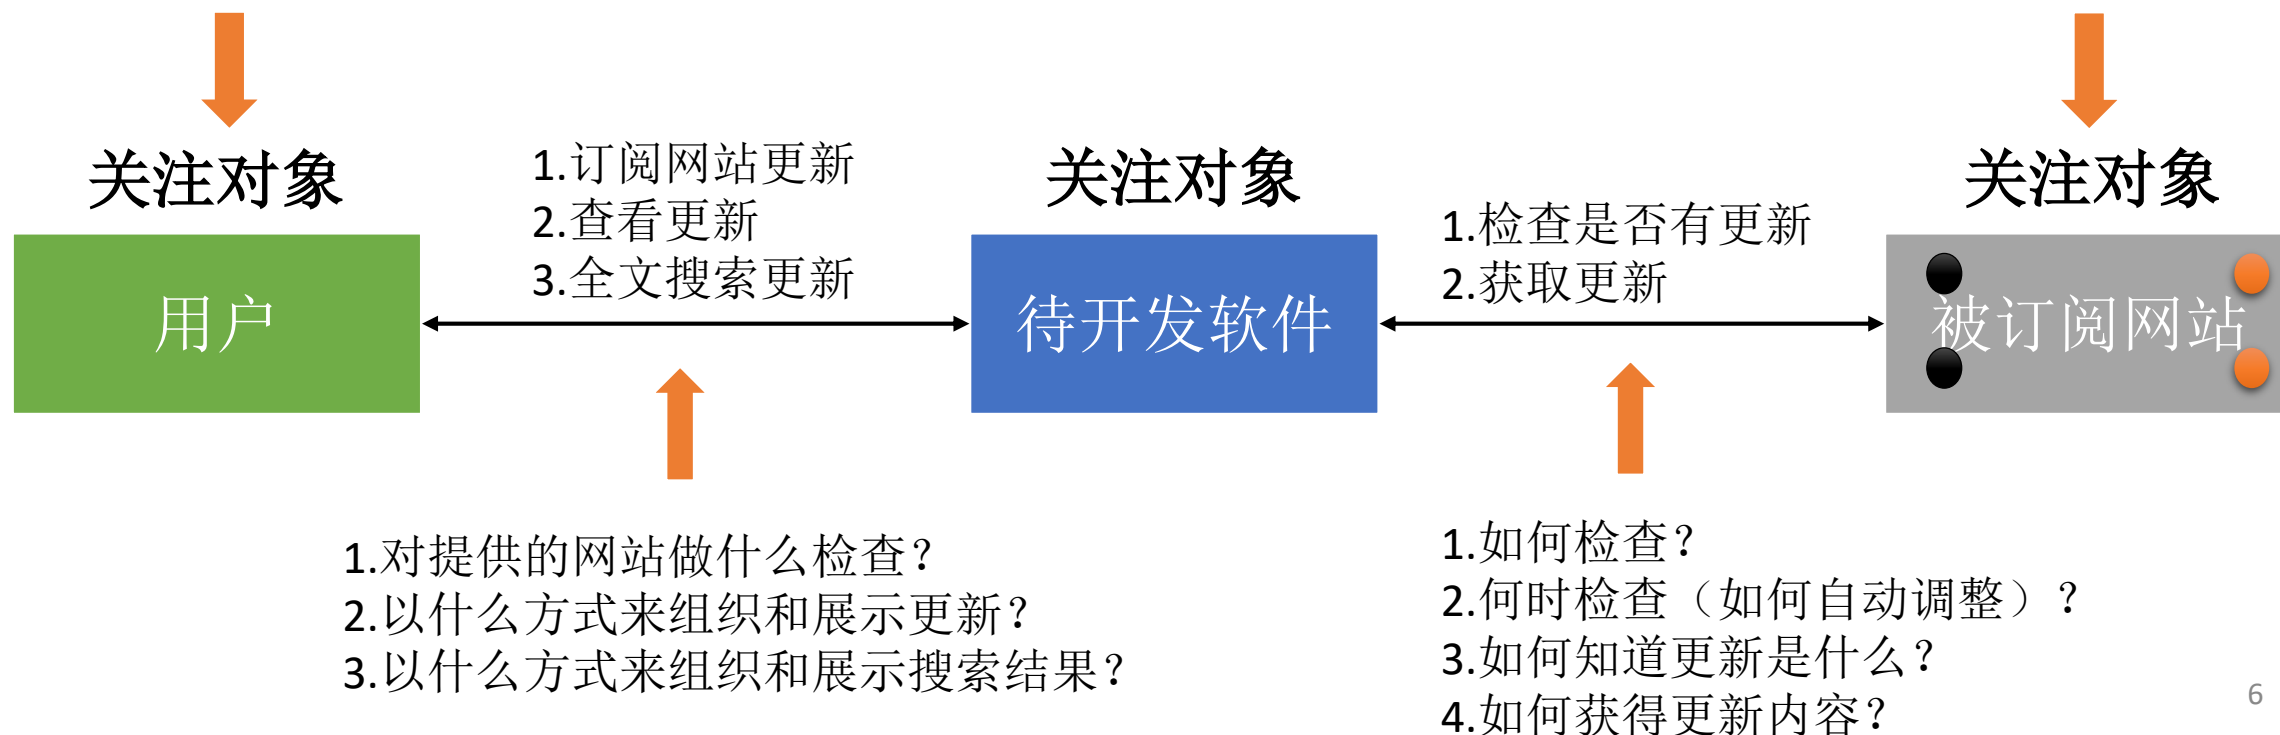 关注对象
用户
1.订阅网站更新
2.查看更新
3.全文搜索更新
关注对象
待开发软件
1.检查是否有更新
2.获取更新
关注对象
被订阅网站
1.对提供的网站做什么检查？
2.以什么方式来组织和展示更新？
3.以什么方式来组织和展示搜索结果？
1.如何检查？
2.何时检查（如何自动调整）？
3.如何知道更新是什么？
4.如何获得更新内容？
6